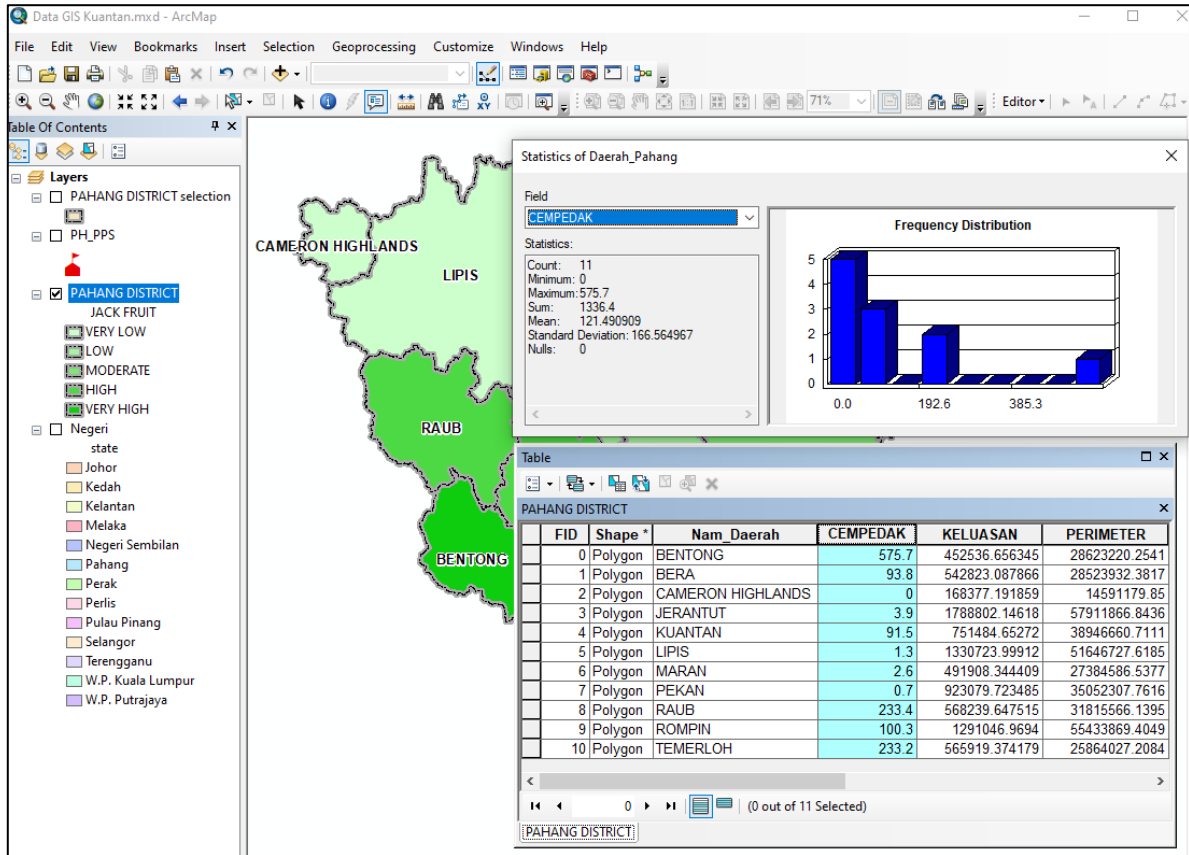 Data GIS Kuantan.mxd - ArcMap
File Edit View Bookmarks Insert Selection Geoprocessing Customize Windows Help
71%
Editor
Table Of Contents
Layers
PAHANG DISTRICT selection
PH_PPS
PAHANG DISTRICT
JACK FRUIT
VERY LOW
LOW
MODERATE
HIGH
VERY HIGH
Negeri
state
Johor
Kedah
Kelantan
Melaka
Negeri Sembilan
Pahang
Perak
Perlis
Pulau Pinang
Selangor
Terengganu
W.P. Kuala Lumpur
W.P. Putrajaya
CAMERON HIGHLANDS
LIPIS
RAUB
BENTONG
Statistics of Daerah_Pahang
Field
CEMPEDAK
Statistics:
Count: 11
Minimum: 0
Maximum: 575.7
Sum: 1336.4
Mean: 121.490909
Standard Deviation: 166.564967
Nulls: 0
Frequency Distribution
5
4
3
2
1
0
0.0 192.6 385.3
Table
PAHANG DISTRICT
FID Shape * Nam_Daerah CEMPEDAK KELUASAN PERIMETER
0 Polygon BENTONG 575.7 452536.656345 28623220.2541
1 Polygon BERA 93.8 542823.087866 28523932.3817
2 Polygon CAMERON HIGHLANDS 0 168377.191859 14591179.85
3 Polygon JERANTUT 3.9 1788802.14618 57911866.8436
4 Polygon KUANTAN 91.5 751484.65272 38946660.7111
5 Polygon LIPIS 1.3 1330723.99912 51646727.6185
6 Polygon MARAN 2.6 491908.344409 27384586.5377
7 Polygon PEKAN 0.7 923079.723485 35052307.7616
8 Polygon RAUB 233.4 568239.647515 31815566.1395
9 Polygon ROMPIN 100.3 1291046.9694 55433869.4049
10 Polygon TEMERLOH 233.2 565919.374179 25864027.2084
0 (0 out of 11 Selected)
PAHANG DISTRICT